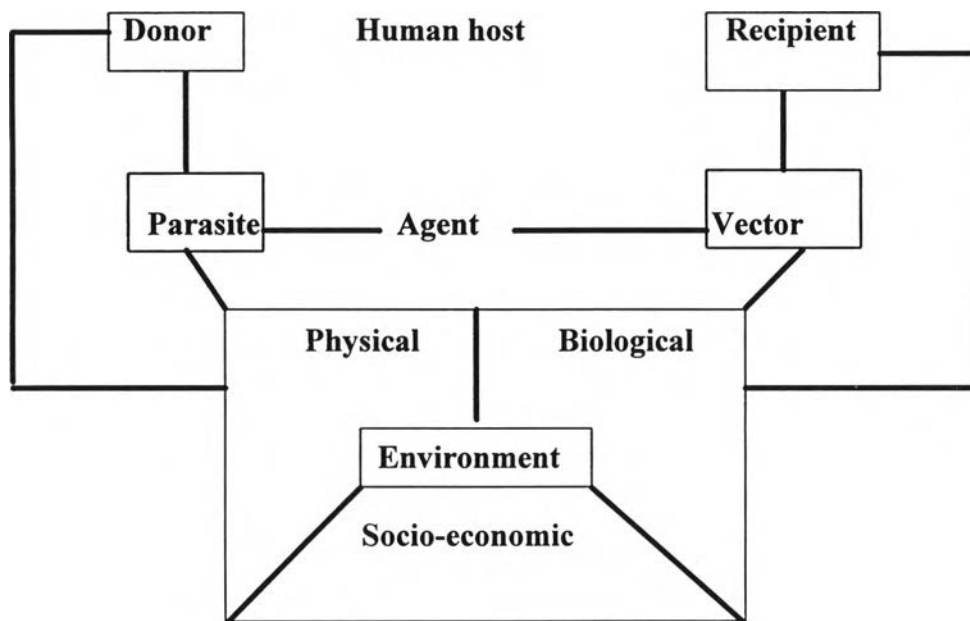 Donor Human host Recipient
Parasite Agent Vector
Physical Biological
Environment
Socio-economic